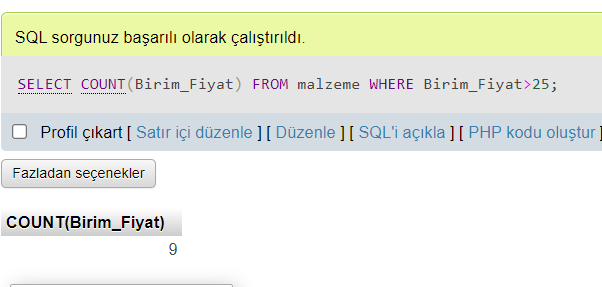 SQL sorgunuz başarılı olarak çalıştırıldı.
SELECT COUNT(Birim_Fiyat) FROM malzeme WHERE Birim_Fiyat>25;
Profil çıkart [ Satır içi düzenle ] [ Düzenle ] [ SQL'i açıkla ] [ PHP kodu oluştur ]
Fazladan seçenekler
COUNT(Birim_Fiyat)
9